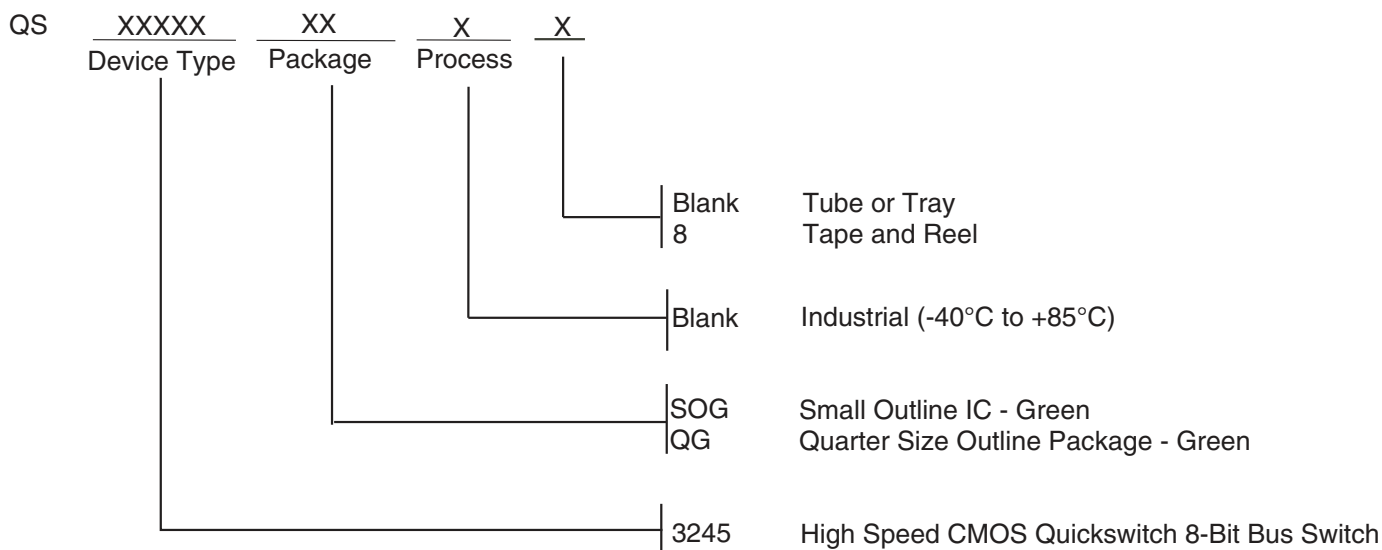 QS XXXXX XX X X
Device Type Package Process
Blank Tube or Tray
8 Tape and Reel
Blank Industrial (-40°C to +85°C)
SOG Small Outline IC - Green
QG Quarter Size Outline Package - Green
3245 High Speed CMOS Quickswitch 8-Bit Bus Switch